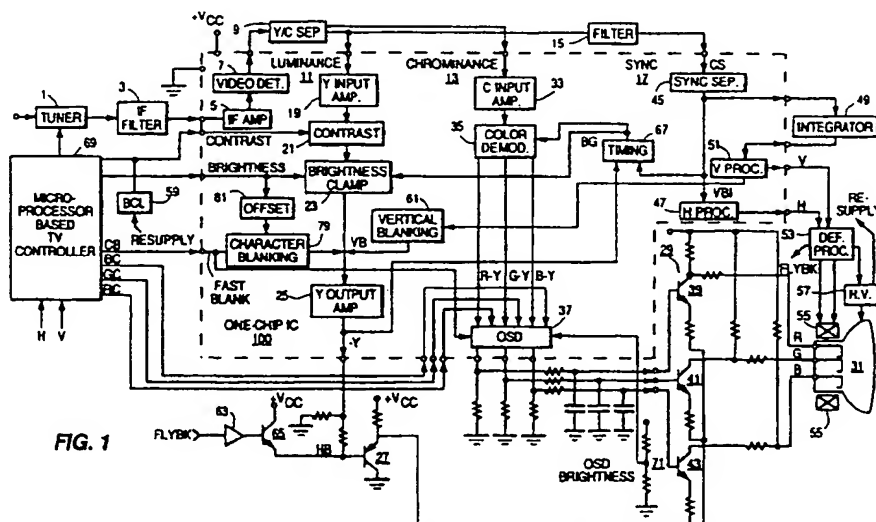 +VCC
9
Y/C SEP
15
FILTER
7
VIDEO DET.
LUMINANCE
11
CHROMINANCE
13
SYNC
17
CS
Y INPUT AMP.
19
C INPUT AMP.
33
SYNC SEP.
45
1
TUNER
3
IF FILTER
5
IF AMP
CONTRAST
CONTRAST
21
35
COLOR DEMOD.
BG
TIMING
67
49
INTEGRATOR
69
MICRO-PROCESSOR BASED TV CONTROLLER
BRIGHTNESS
BRIGHTNESS CLAMP
23
51
V PROC.
V
BCL
59
RESUPPLY
81
OFFSET
61
VERTICAL BLANKING
VBI
47
H PROC.
H
RE-SUPPLY
CHARACTER BLANKING
79
VB
CB
BC
GC
RC
FAST BLANK
R-Y
G-Y
B-Y
29
53
DEF. PROC.
FLYBK
57
H.V.
25
Y OUTPUT AMP
ONE-CHIP IC
100
-Y
37
OSD
39
55
R
G
B
31
H
V
41
55
+VCC
+VCC
63
FLYBK
65
HB
27
FIG. 1
OSD BRIGHTNESS
71
43